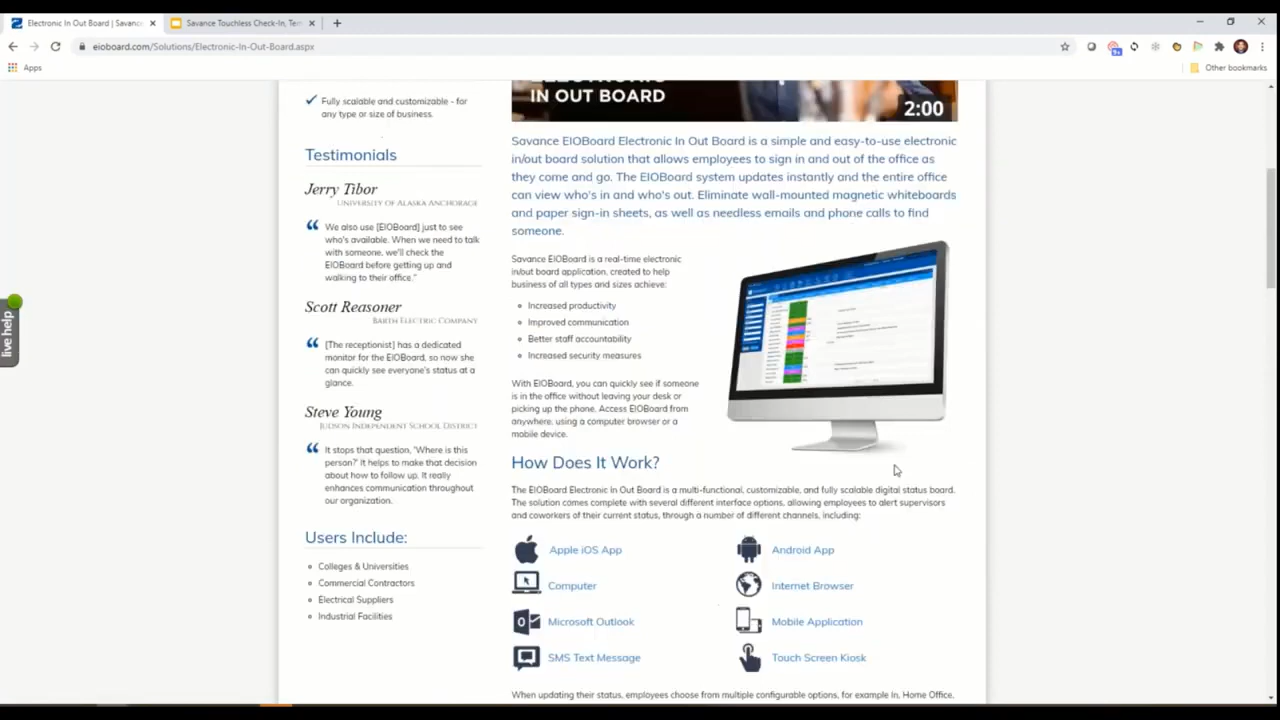 Electronic In Out Board | Savanc
Savance Touchless Check-In, Tem
eioboard.com/Solutions/Electronic-In-Out-Board.aspx
Apps
Other bookmarks
live help
Fully scalable and customizable - for
any type or size of business.
Testimonials
Jerry Tibor
UNIVERSITY OF ALASKA ANCHORAGE
We also use [EIOBoard] just to see
who's available. When we need to talk
with someone, we'll check the
EIOBoard before getting up and
walking to their office."
Scott Reasoner
BARTH ELECTRIC COMPANY
[The receptionist] has a dedicated
monitor for the EIOBoard, so now she
can quickly see everyone's status at a
glance.
Steve Young
JUDSON INDEPENDENT SCHOOL DISTRICT
It stops that question, "Where is this
person?" It helps to make that decision
about how to follow up. It really
enhances communication throughout
our organization.
Users Include:
Colleges & Universities
Commercial Contractors
Electrical Suppliers
Industrial Facilities
IN OUT BOARD
2:00
Savance EIOBoard Electronic In Out Board is a simple and easy-to-use electronic
in/out board solution that allows employees to sign in and out of the office as
they come and go. The EIOBoard system updates instantly and the entire office
can view who's in and who's out. Eliminate wall-mounted magnetic whiteboards
and paper sign-in sheets, as well as needless emails and phone calls to find
someone.
Savance EIOBoard is a real-time electronic
in/out board application, created to help
business of all types and sizes achieve:
Increased productivity
Improved communication
Better staff accountability
Increased security measures
With EIOBoard, you can quickly see if someone
is in the office without leaving your desk or
picking up the phone. Access EIOBoard from
anywhere, using a computer browser or a
mobile device.
How Does It Work?
The EIOBoard Electronic In Out Board is a multi-functional, customizable, and fully scalable digital status board.
The solution comes complete with several different interface options, allowing employees to alert supervisors
and coworkers of their current status, through a number of different channels, including:
Apple iOS App
Android App
Computer
Internet Browser
Microsoft Outlook
Mobile Application
SMS Text Message
Touch Screen Kiosk
When updating their status, employees choose from multiple configurable options, for example In, Home Office,